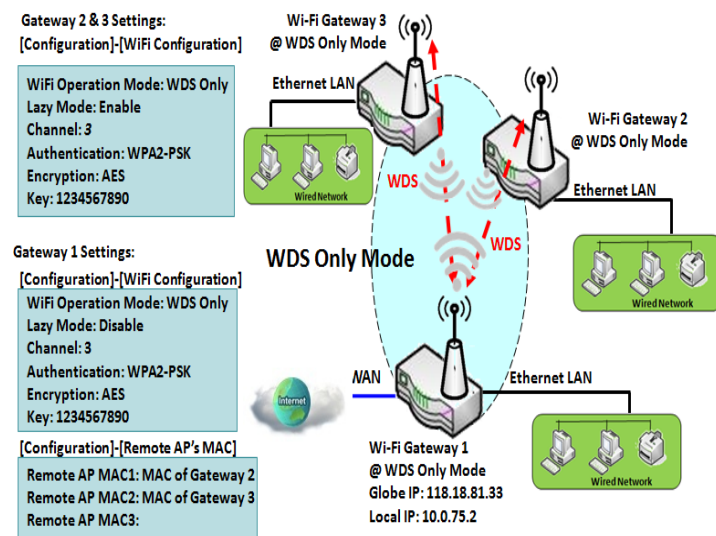 Gateway 2 & 3 Settings:
[Configuration]-[WiFi Configuration]
WiFi Operation Mode: WDS Only
Lazy Mode: Enable
Channel: 3
Authentication: WPA2-PSK
Encryption: AES
Key: 1234567890
Gateway 1 Settings:
[Configuration]-[WiFi Configuration]
WiFi Operation Mode: WDS Only
Lazy Mode: Disable
Channel: 3
Authentication: WPA2-PSK
Encryption: AES
Key: 1234567890
[Configuration]-[Remote AP's MAC]
Remote AP MAC1: MAC of Gateway 2
Remote AP MAC2: MAC of Gateway 3
Remote AP MAC3:
Wi-Fi Gateway 3
@ WDS Only Mode
Ethernet LAN
Wired Network
Wi-Fi Gateway 2
@ WDS Only Mode
Ethernet LAN
Wired Network
WDS
WDS
WDS Only Mode
Internet
WAN
Ethernet LAN
Wired Network
Wi-Fi Gateway 1
@ WDS Only Mode
Globe IP: 118.18.81.33
Local IP: 10.0.75.2